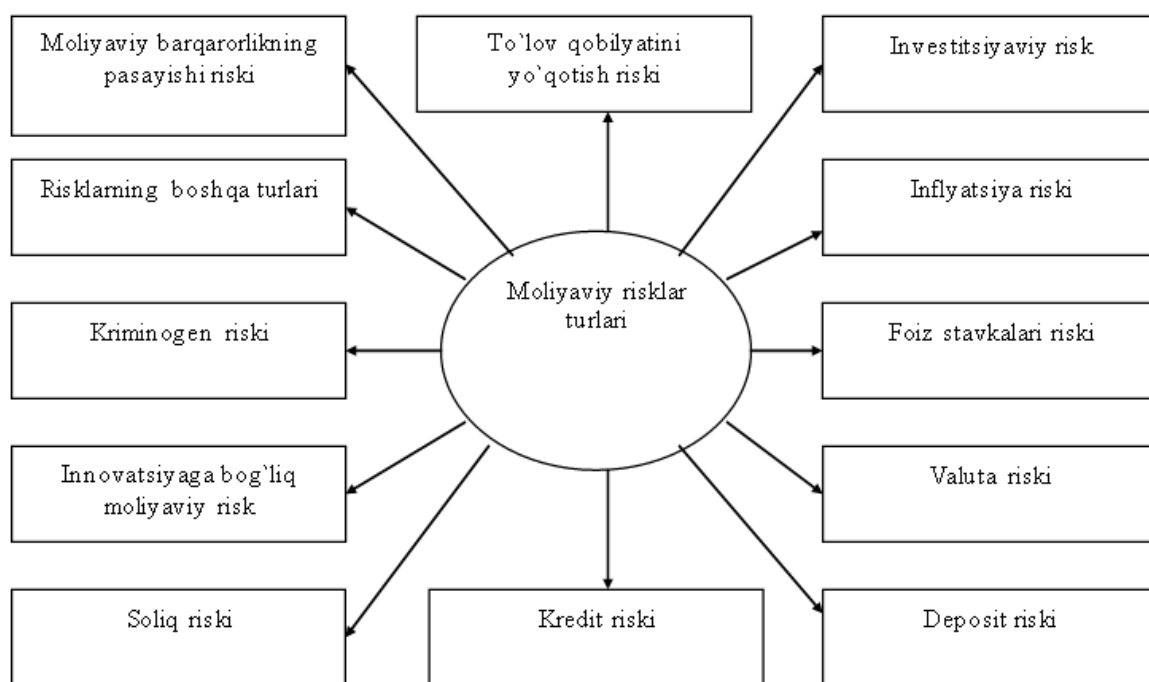 Moliyaviy barqarorlikning
pasayishi riski
To`lov qobilyatini
yo`qotish riski
Investitsiyaviy risk
Risklarning boshqa turlari
Inflyatsiya riski
Moliyaviy risklar
turlari
Kriminogen riski
Foiz stavkalari riski
Innovatsiyaga bog`liq
moliyaviy risk
Valuta riski
Soliq riski
Kredit riski
Deposit riski